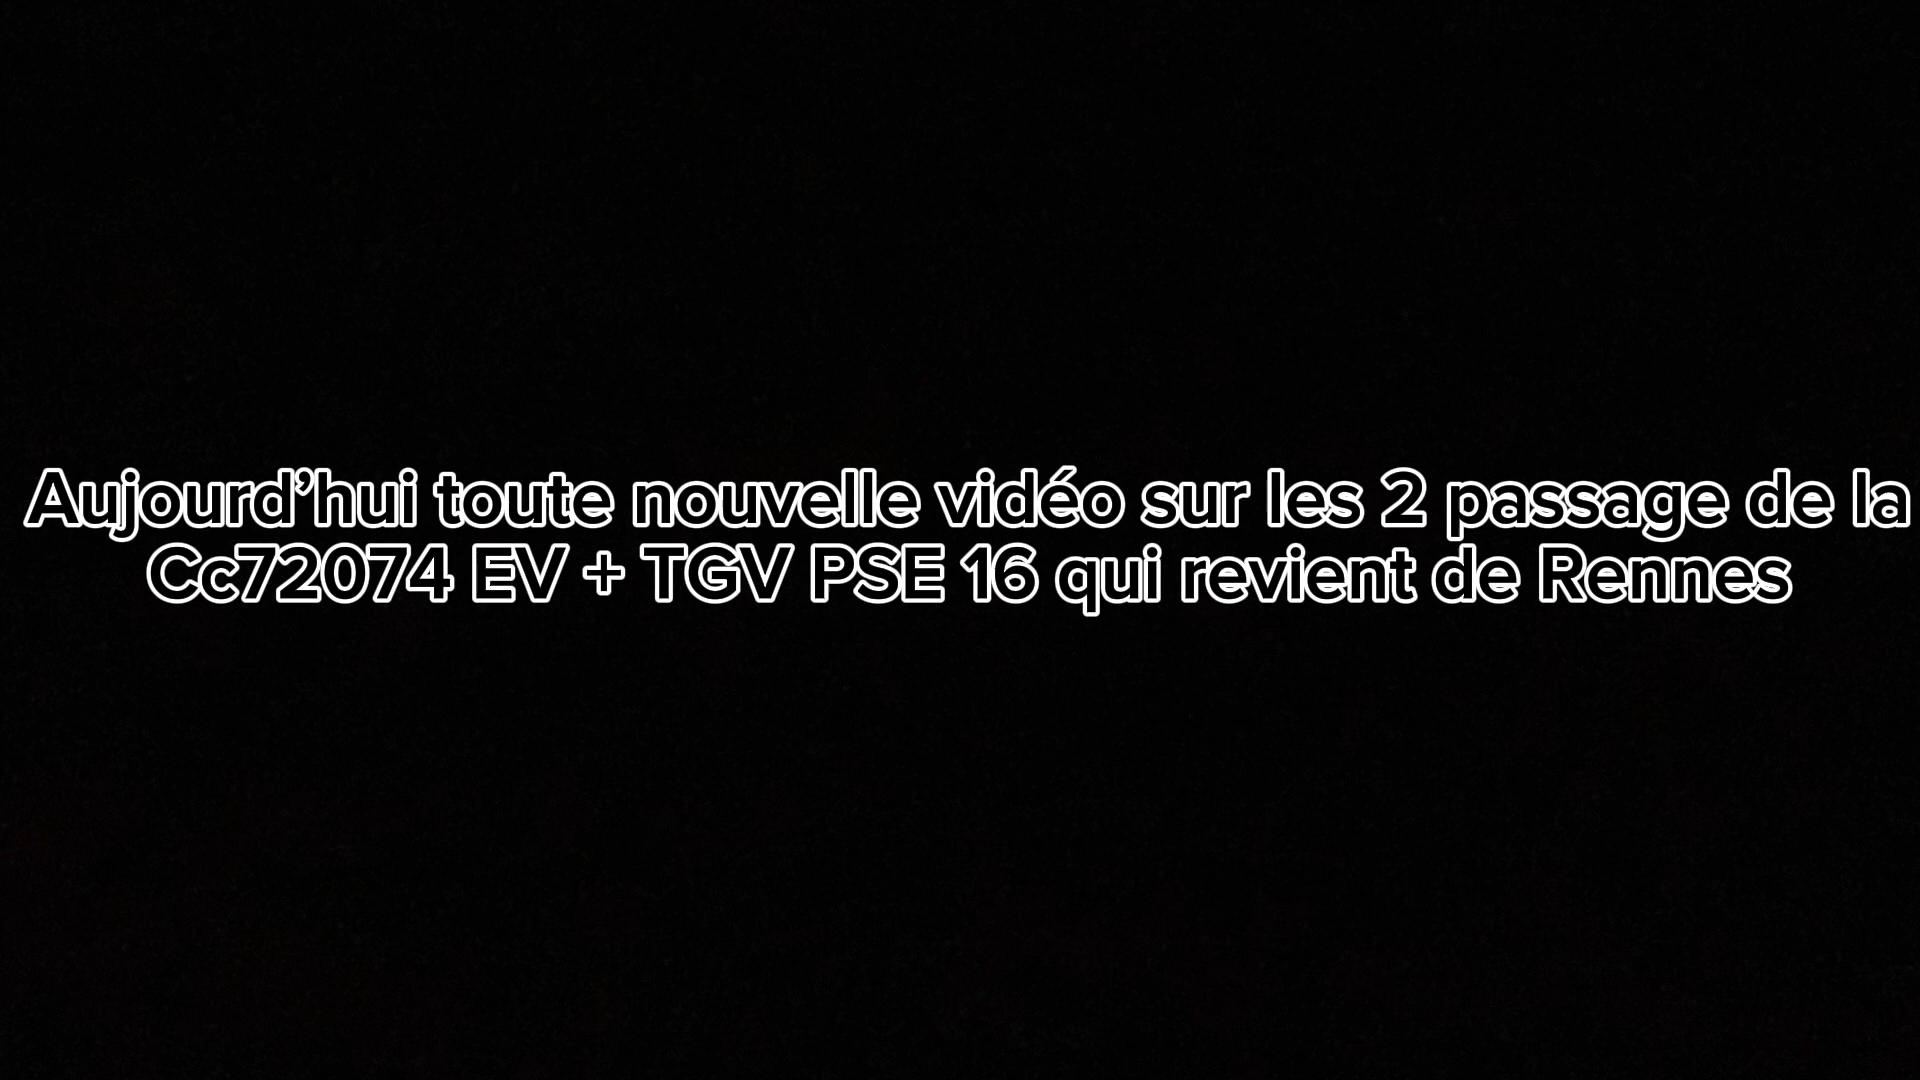 Aujourd’hui toute nouvelle vidéo sur les 2 passage de la
Cc72074 EV + TGV PSE 16 qui revient de Rennes